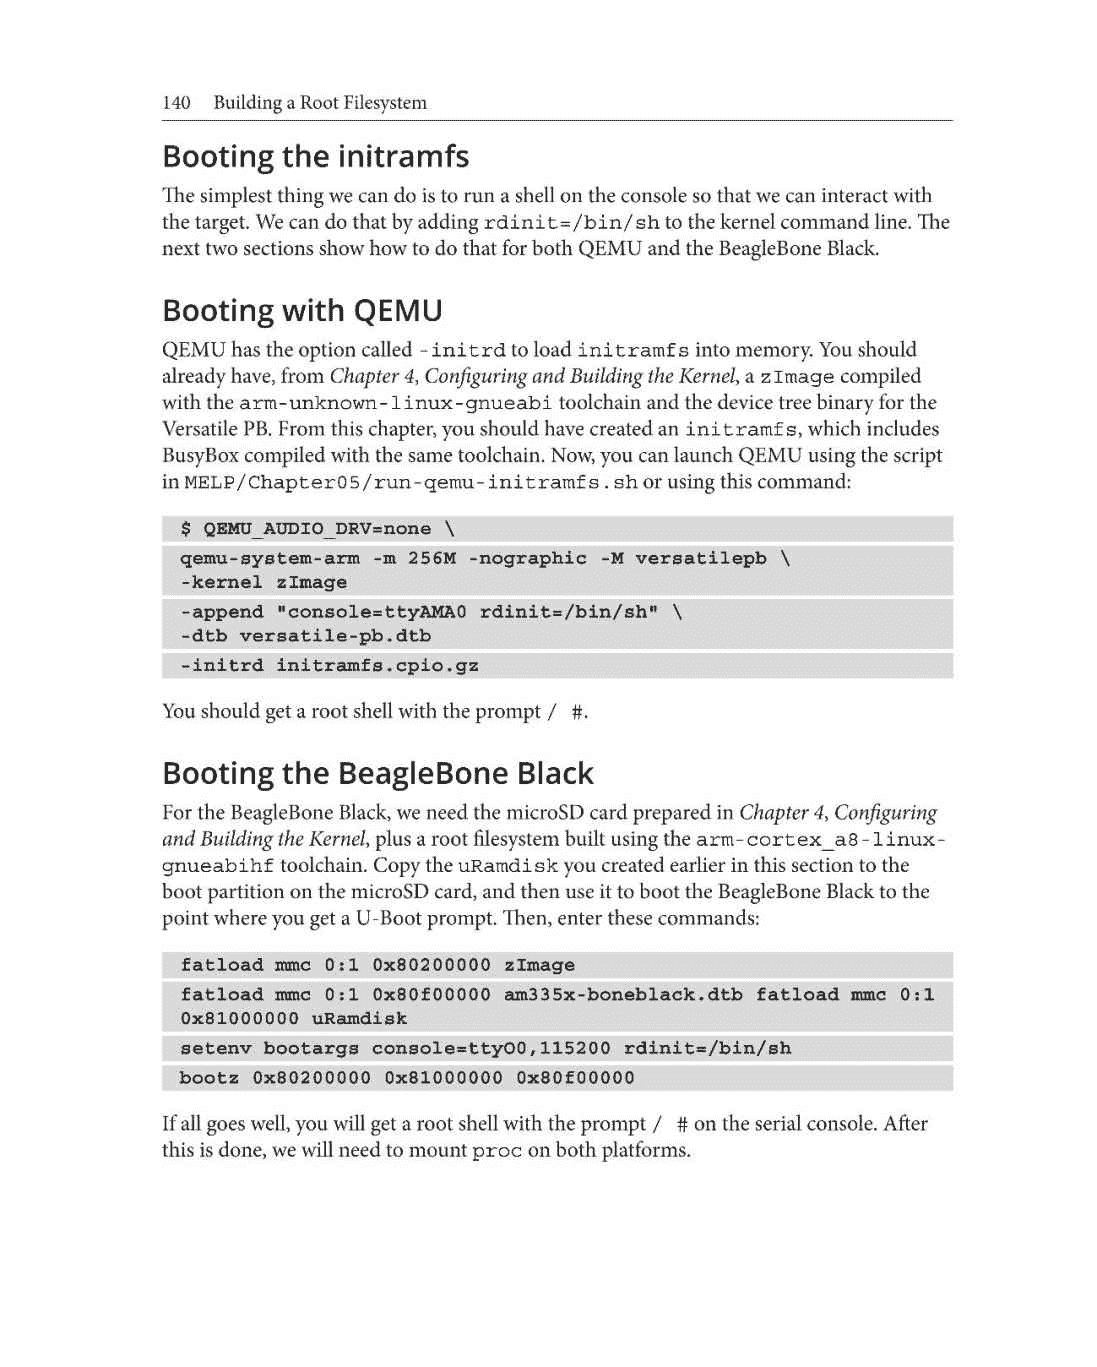 140 Building a Root Filesystem
Booting the initramfs
The simplest thing we can do is to run a shell on the console so that we can interact with
the target. We can do that by adding rdinit=/bin/sh to the kernel command line. The
next two sections show how to do that for both QEMU and the BeagleBone Black.
Booting with QEMU
QEMU has the option called -initrd to load initramfs into memory. You should
already have, from Chapter 4, Configuring and Building the Kernel, a zImage compiled
with the arm-unknown-linux-gnueabi toolchain and the device tree binary for the
Versatile PB. From this chapter, you should have created an initramfs, which includes
BusyBox compiled with the same toolchain. Now, you can launch QEMU using the script
in MELP/Chapter05/run-qemu-initramfs.sh or using this command:
$ QEMU_AUDIO_DRV=none \
qemu-system-arm -m 256M -nographic -M versatilepb \
-kernel zImage
-append "console=ttyAMA0 rdinit=/bin/sh" \
-dtb versatile-pb.dtb
-initrd initramfs.cpio.gz
You should get a root shell with the prompt / #.
Booting the BeagleBone Black
For the BeagleBone Black, we need the microSD card prepared in Chapter 4, Configuring
and Building the Kernel, plus a root filesystem built using the arm-cortex_a8-linux-
gnueabihf toolchain. Copy the uRamdisk you created earlier in this section to the
boot partition on the microSD card, and then use it to boot the BeagleBone Black to the
point where you get a U-Boot prompt. Then, enter these commands:
fatload mmc 0:1 0x80200000 zImage
fatload mmc 0:1 0x80f00000 am335x-boneblack.dtb fatload mmc 0:1
0x81000000 uRamdisk
setenv bootargs console=ttyO0,115200 rdinit=/bin/sh
bootz 0x80200000 0x81000000 0x80f00000
If all goes well, you will get a root shell with the prompt / # on the serial console. After
this is done, we will need to mount proc on both platforms.